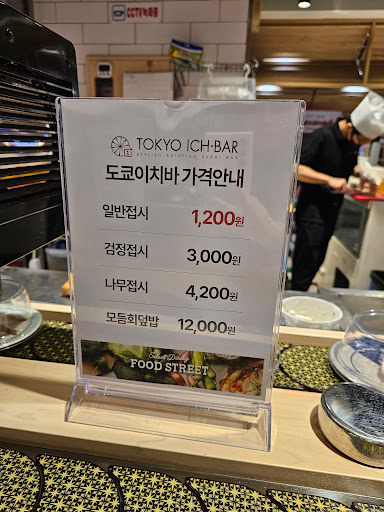 CCTV녹화중
TOKYO ICH·BAR
STYLISH ROTATING SUSHI BAR
도쿄이치바 가격안내
일반접시 1,200원
검정접시 3,000원
나무접시 4,200원
모둠회덮밥 12,000원
Select Dining
FOOD STREET